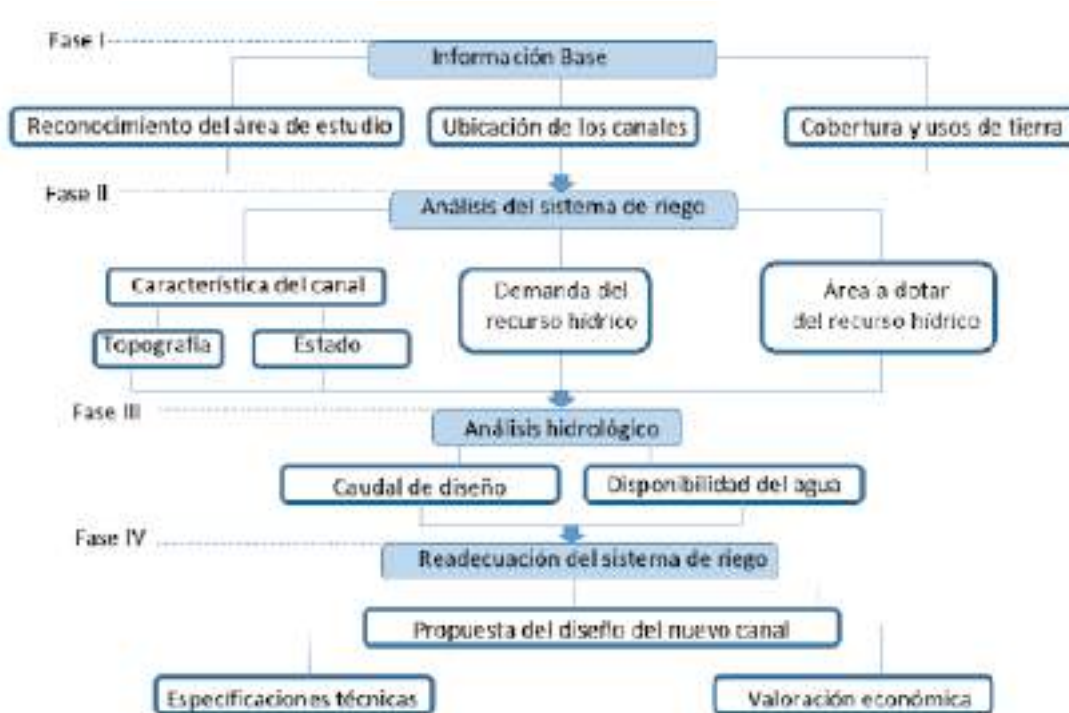 Fase I
Información Base
Reconocimiento del área de estudio
Ubicación de los canales
Cobertura y usos de tierra
Fase II
Análisis del sistema de riego
Característica del canal
Demanda del
recurso hídrico
Área a dotar
del recurso hídrico
Topografía
Estado
Fase III
Análisis hidrológico
Caudal de diseño
Disponibilidad del agua
Fase IV
Readecuación del sistema de riego
Propuesta del diseño del nuevo canal
Especificaciones técnicas
Valoración económica